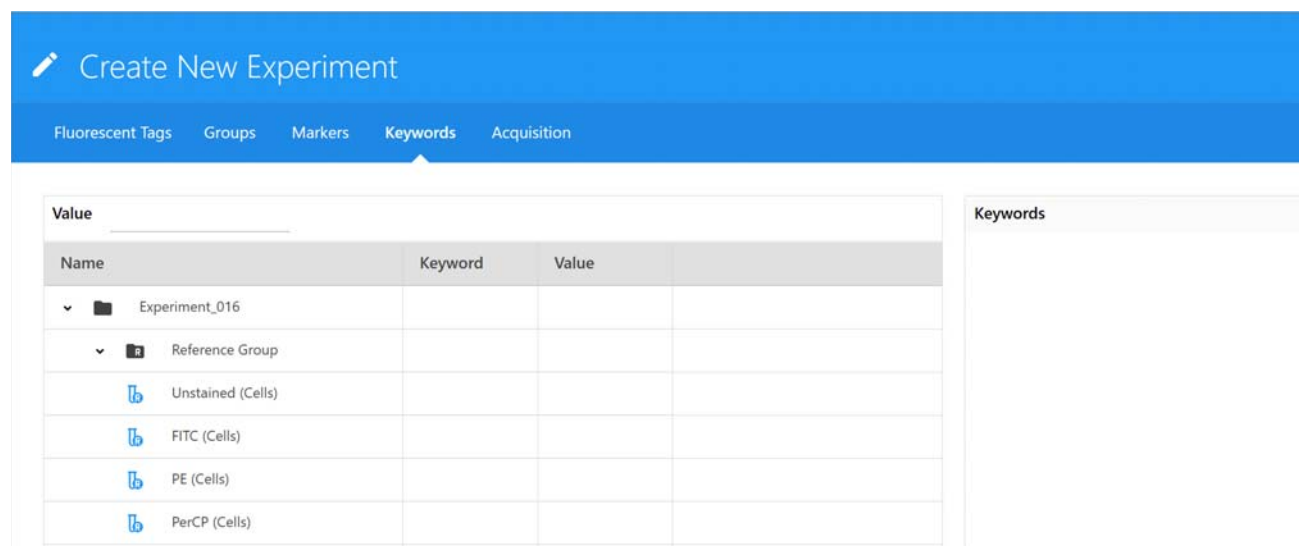 Create New Experiment
Fluorescent Tags Groups Markers Keywords Acquisition
Value
Keywords
Name Keyword Value
Experiment_016
R Reference Group
R Unstained (Cells)
R FITC (Cells)
R PE (Cells)
R PerCP (Cells)